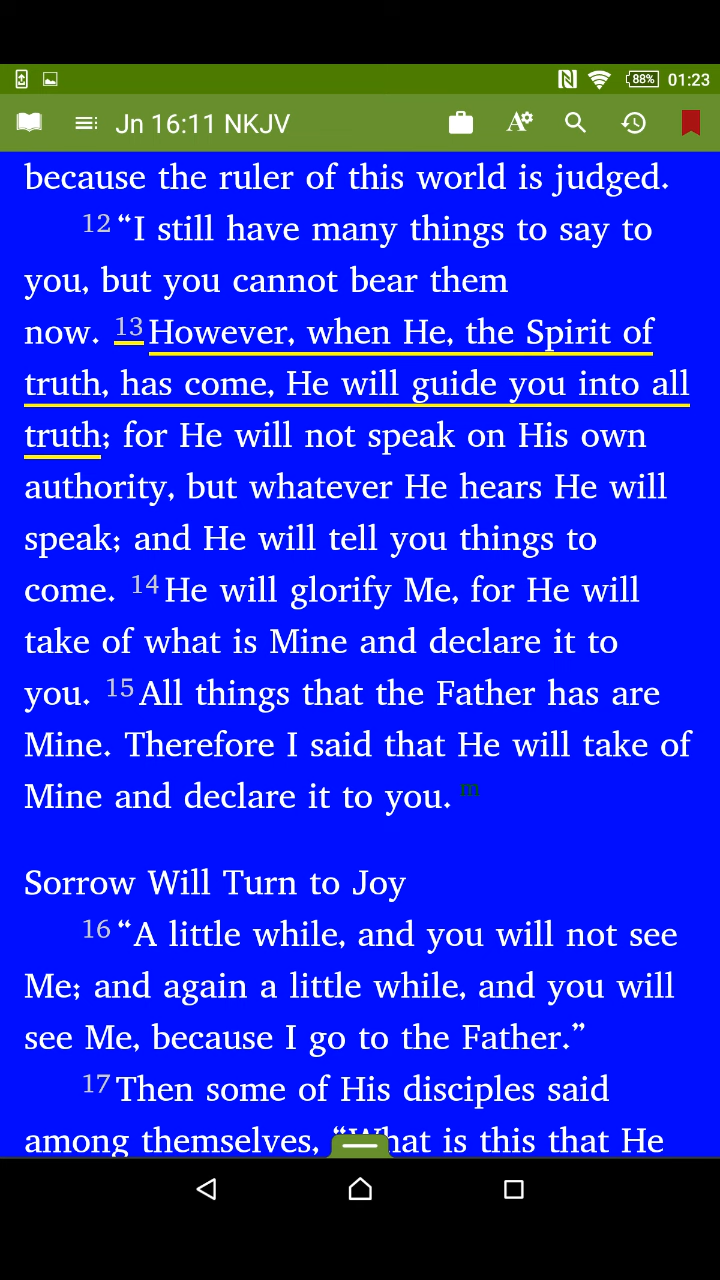 88% 01:23
Jn 16:11 NKJV
because the ruler of this world is judged.
12 “I still have many things to say to
you, but you cannot bear them
now. 13 However, when He, the Spirit of
truth, has come, He will guide you into all
truth; for He will not speak on His own
authority, but whatever He hears He will
speak; and He will tell you things to
come. 14 He will glorify Me, for He will
take of what is Mine and declare it to
you. 15 All things that the Father has are
Mine. Therefore I said that He will take of
Mine and declare it to you. m
Sorrow Will Turn to Joy
16 “A little while, and you will not see
Me; and again a little while, and you will
see Me, because I go to the Father.”
17 Then some of His disciples said
among themselves, “What is this that He